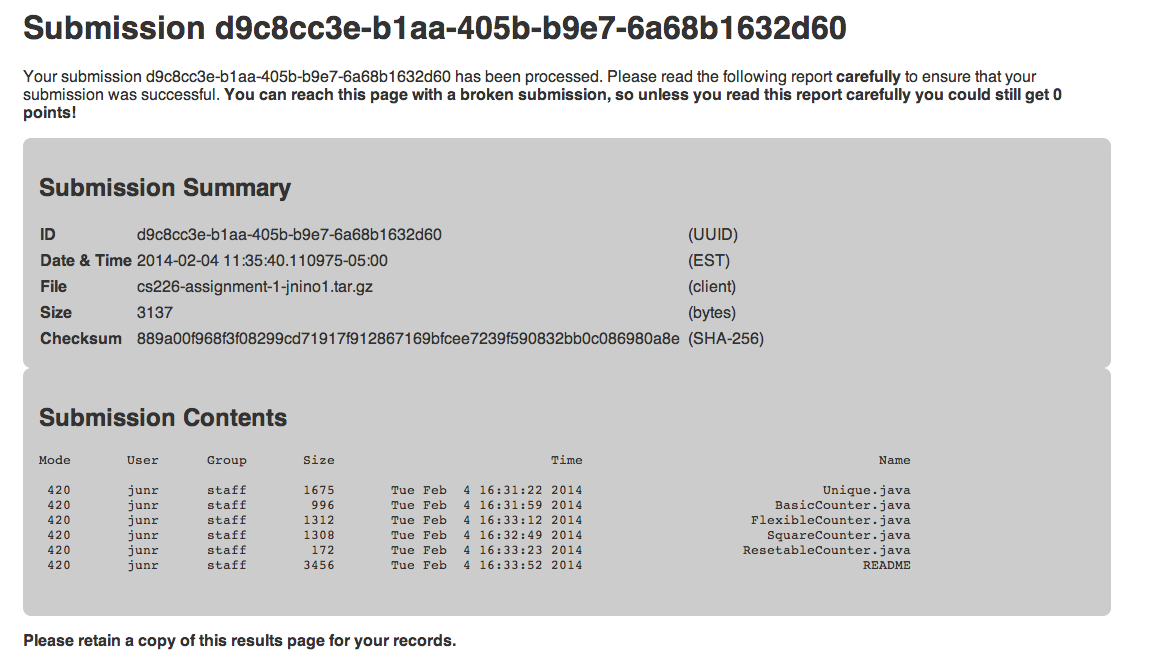 Submission d9c8cc3e-b1aa-405b-b9e7-6a68b1632d60
Your submission d9c8cc3e-b1aa-405b-b9e7-6a68b1632d60 has been processed. Please read the following report carefully to ensure that your
submission was successful. You can reach this page with a broken submission, so unless you read this report carefully you could still get 0
points!
Submission Summary
ID d9c8cc3e-b1aa-405b-b9e7-6a68b1632d60 (UUID)
Date & Time 2014-02-04 11:35:40.110975-05:00 (EST)
File cs226-assignment-1-jnino1.tar.gz (client)
Size 3137 (bytes)
Checksum 889a00f968f3f08299cd71917f912867169bfcee7239f590832bb0c086980a8e (SHA-256)
Submission Contents
Mode User Group Size Time Name
420 junr staff 1675 Tue Feb 4 16:31:22 2014 Unique.java
420 junr staff 996 Tue Feb 4 16:31:59 2014 BasicCounter.java
420 junr staff 1312 Tue Feb 4 16:33:12 2014 FlexibleCounter.java
420 junr staff 1308 Tue Feb 4 16:32:49 2014 SquareCounter.java
420 junr staff 172 Tue Feb 4 16:33:23 2014 ResetableCounter.java
420 junr staff 3456 Tue Feb 4 16:33:52 2014 README
Please retain a copy of this results page for your records.